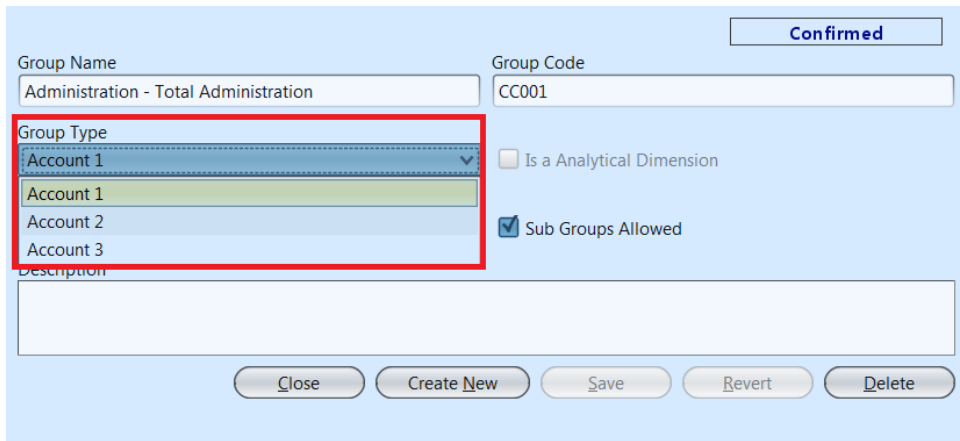 Confirmed
Group Name
Group Code
Administration - Total Administration
CC001
Group Type
Account 1
Is a Analytical Dimension
Account 1
Account 2
Sub Groups Allowed
Account 3
Description
Close
Create New
Save
Revert
Delete